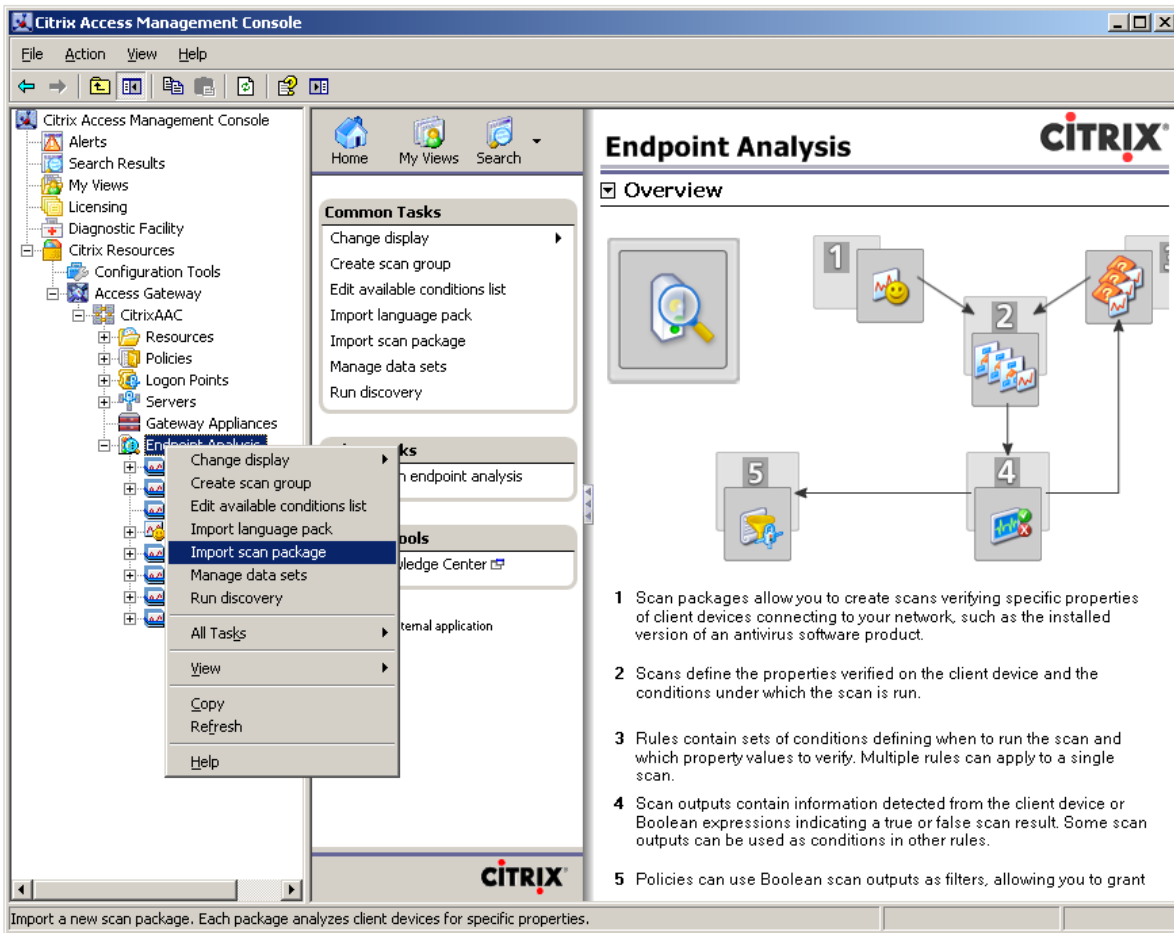 Citrix Access Management Console
File Action View Help
Citrix Access Management Console
Alerts
Search Results
My Views
Licensing
Diagnostic Facility
Citrix Resources
Configuration Tools
Access Gateway
CitrixAAC
Resources
Policies
Logon Points
Servers
Gateway Appliances
Endpoint Analysis
Change display
Create scan group
Edit available conditions list
Import language pack
Import scan package
Manage data sets
Run discovery
All Tasks
View
Copy
Refresh
Help
Home My Views Search
Common Tasks
Change display
Create scan group
Edit available conditions list
Import language pack
Import scan package
Manage data sets
Run discovery
endpoint analysis
CITRIX
Endpoint Analysis
CITRIX
Overview
1
2
4
5
1 Scan packages allow you to create scans verifying specific properties
of client devices connecting to your network, such as the installed
version of an antivirus software product.
2 Scans define the properties verified on the client device and the
conditions under which the scan is run.
3 Rules contain sets of conditions defining when to run the scan and
which property values to verify. Multiple rules can apply to a single
scan.
4 Scan outputs contain information detected from the client device or
Boolean expressions indicating a true or false scan result. Some scan
outputs can be used as conditions in other rules.
5 Policies can use Boolean scan outputs as filters, allowing you to grant
Import a new scan package. Each package analyzes client devices for specific properties.